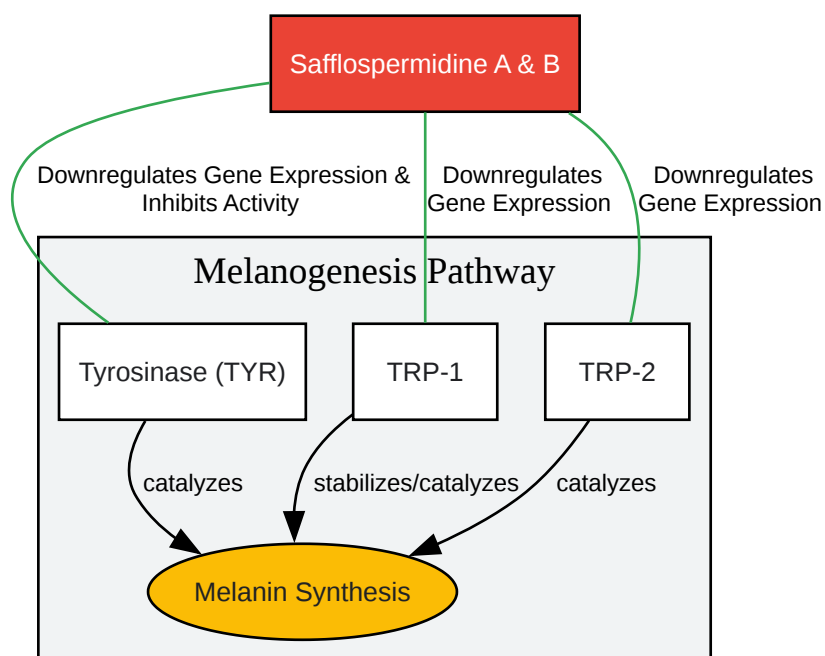 Safflospermidine A & B
Downregulates Gene Expression &
Inhibits Activity
Downregulates
Gene Expression
Downregulates
Gene Expression
Melanogenesis Pathway
Tyrosinase (TYR)
TRP-1
TRP-2
catalyzes
stabilizes/catalyzes
catalyzes
Melanin Synthesis